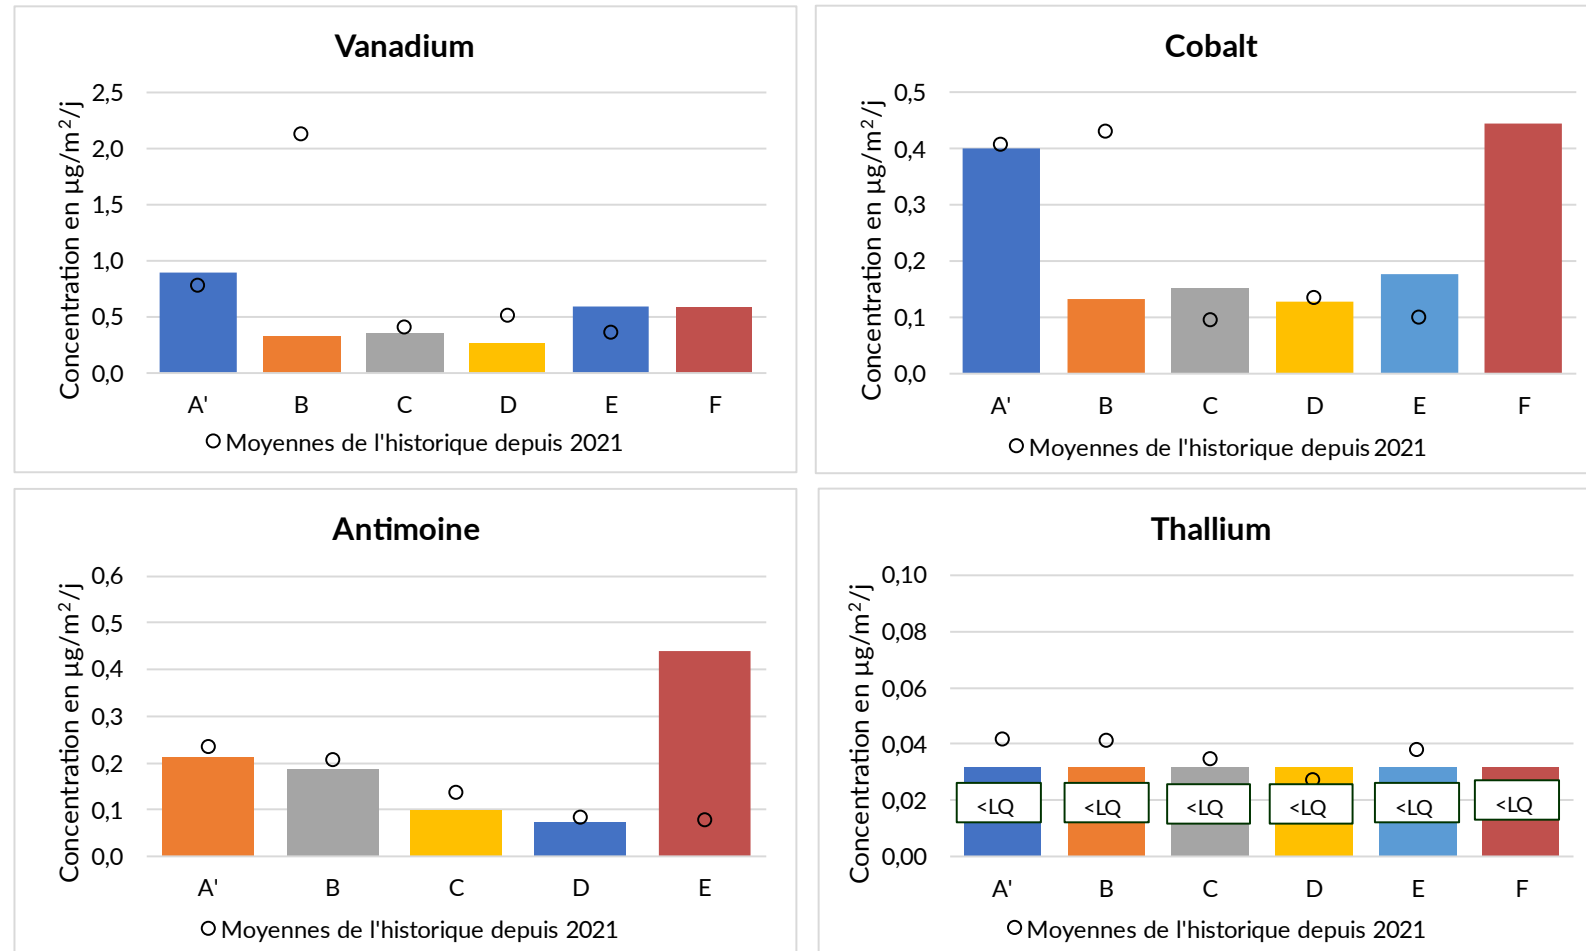 Vanadium
Concentration en µg/m²/j
2,5
2,0
1,5
1,0
0,5
0,0
A' B C D E F
Moyennes de l'historique depuis 2021
Cobalt
Concentration en µg/m²/j
0,5
0,4
0,3
0,2
0,1
0,0
A' B C D E F
Moyennes de l'historique depuis 2021
Antimoine
Concentration en µg/m²/j
0,6
0,5
0,4
0,3
0,2
0,1
0,0
A' B C D E
Moyennes de l'historique depuis 2021
Thallium
Concentration en µg/m²/j
0,10
0,08
0,06
0,04
0,02
0,00
<LQ <LQ <LQ <LQ <LQ <LQ
A' B C D E F
Moyennes de l'historique depuis 2021